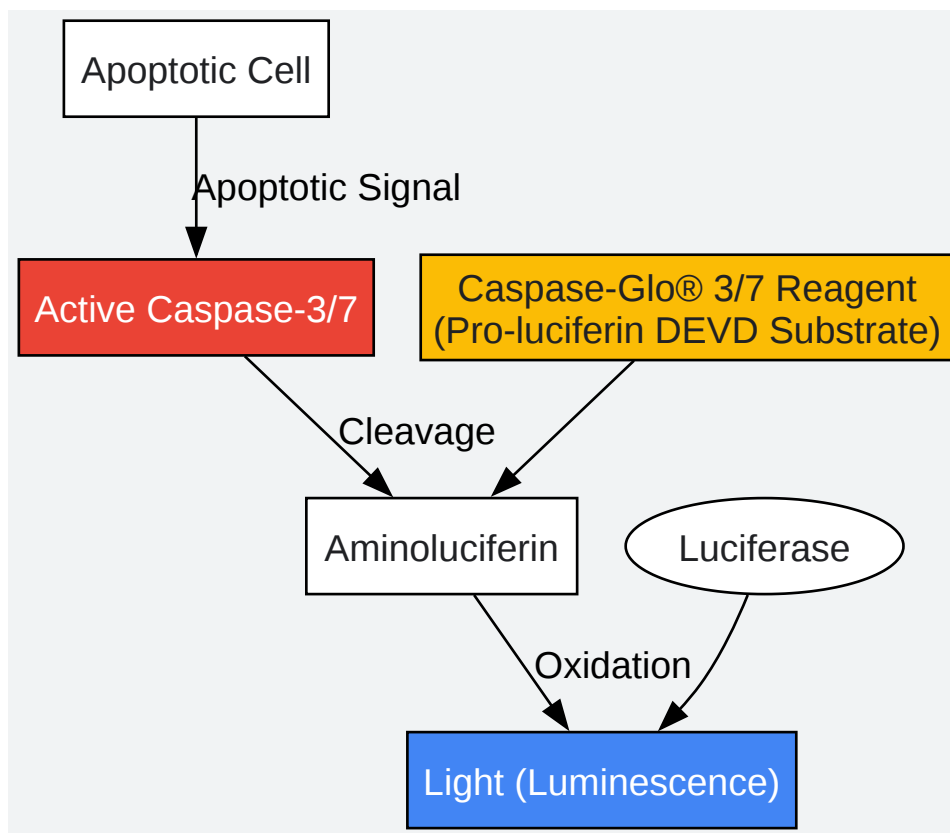 Apoptotic Cell
Apoptotic Signal
Active Caspase-3/7
Caspase-Glo® 3/7 Reagent
(Pro-luciferin DEVD Substrate)
Cleavage
Aminoluciferin
Luciferase
Oxidation
Light (Luminescence)